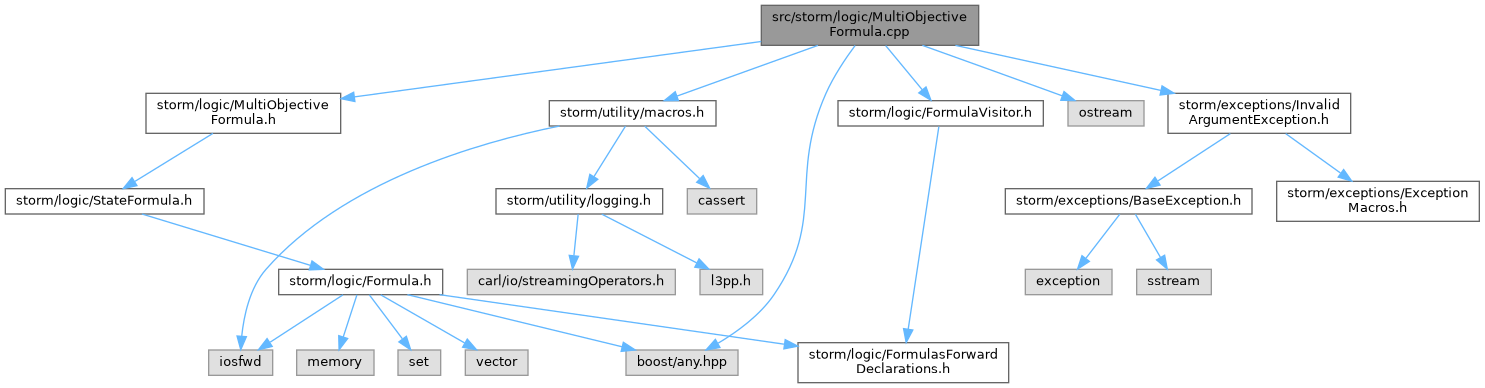 src/storm/logic/MultiObjective
Formula.cpp
storm/logic/MultiObjective
Formula.h
storm/utility/macros.h
storm/logic/FormulaVisitor.h
ostream
storm/exceptions/Invalid
ArgumentException.h
storm/logic/StateFormula.h
storm/utility/logging.h
cassert
storm/exceptions/BaseException.h
storm/exceptions/Exception
Macros.h
storm/logic/Formula.h
carl/io/streamingOperators.h
l3pp.h
exception
sstream
iosfwd
memory
set
vector
boost/any.hpp
storm/logic/FormulasForward
Declarations.h